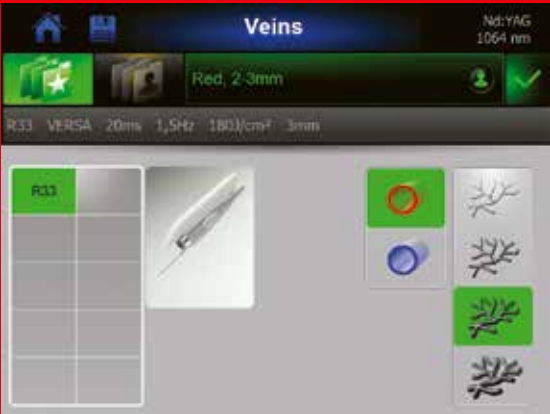 Veins
Nd:YAG
1064 nm
Red, 2-3mm
R33 VERSA 20ms 1,5Hz 180J/cm² 3mm
R33